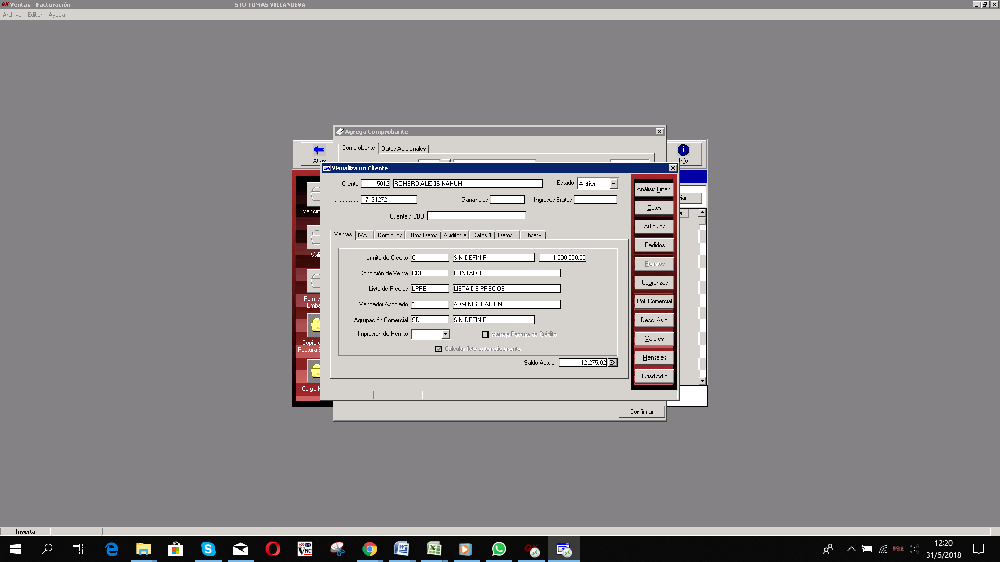 GX Ventas - Facturación STO TOMAS VILLANUEVA
Archivo Editar Ayuda
Agrega Comprobante
Comprobante Datos Adicionales
Atrás
Info
Visualiza un Cliente
Cliente 5012 ROMERO,ALEXIS NAHUM Estado Activo
................ 17131272 Ganancias Ingresos Brutos
Cuenta / CBU
Ventas IVA Domicilios Otros Datos Auditoría Datos 1 Datos 2 Observ.
Límite de Crédito 01 SIN DEFINIR 1,000,000.00
Condición de Venta CDO CONTADO
Lista de Precios LPRE LISTA DE PRECIOS
Vendedor Asociado 1 ADMINISTRACION
Agrupación Comercial SD SIN DEFINIR
Impresión de Remito Maneja Factura de Crédito
Calcular flete automaticamente
Saldo Actual 12,275.02
Análisis Finan.
Cptes
Articulos
Pedidos
Remitos
Cobranzas
Pol. Comercial
Desc. Asig.
Valores
Mensajes
Jurisd Adic.
Vencim
Vali
Permis
Emba
Copia
Factura
Carga
Confirmar
Inserta
12:20
31/5/2018